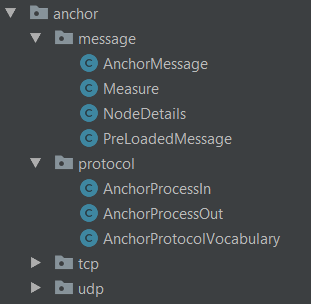 anchor
message
C AnchorMessage
C Measure
C NodeDetails
C PreLoadedMessage
protocol
C AnchorProcessIn
C AnchorProcessOut
C AnchorProtocolVocabulary
tcp
udp